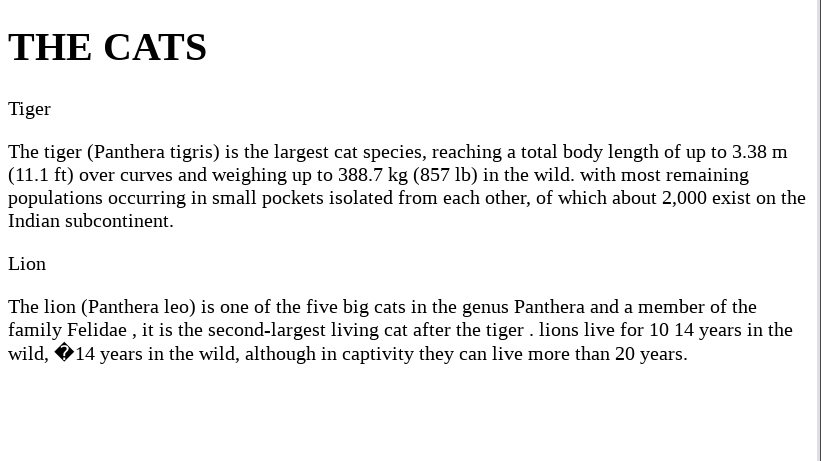 THE CATS
Tiger
The tiger (Panthera tigris) is the largest cat species, reaching a total body length of up to 3.38 m
(11.1 ft) over curves and weighing up to 388.7 kg (857 lb) in the wild. with most remaining
populations occurring in small pockets isolated from each other, of which about 2,000 exist on the
Indian subcontinent.
Lion
The lion (Panthera leo) is one of the five big cats in the genus Panthera and a member of the
family Felidae , it is the second-largest living cat after the tiger . lions live for 10 14 years in the
wild, �14 years in the wild, although in captivity they can live more than 20 years.